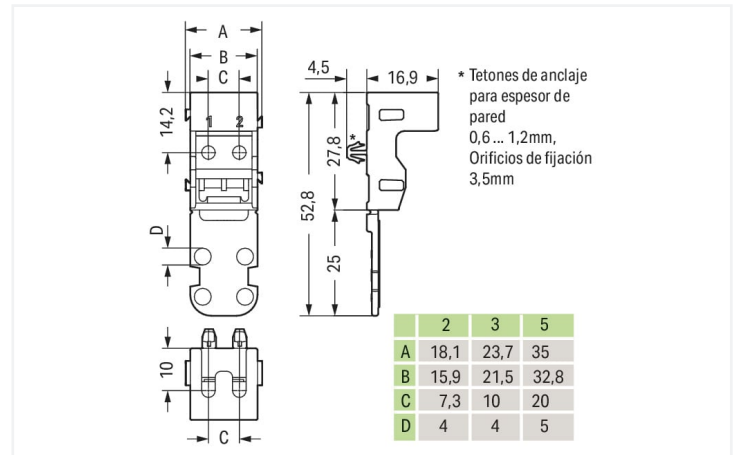 A
B
C
4,5
16,9
14,2
1 2
*
27,8
52,8
D
25
10
C
* Tetones de anclaje
para espesor de
pared
0,6 ... 1,2mm,
Orificios de fijación
3,5mm
2 3 5
A 18,1 23,7 35
B 15,9 21,5 32,8
C 7,3 10 20
D 4 4 5